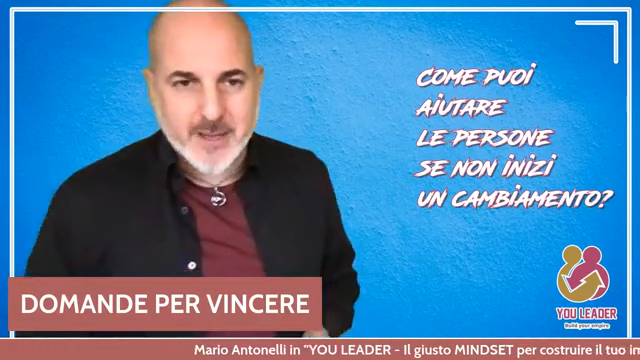 COME PUOI
AIUTARE
LE PERSONE
SE NON INIZI
UN CAMBIAMENTO?
YOU LEADER
Build your empire
DOMANDE PER VINCERE
Mario Antonelli in "YOU LEADER - Il giusto MINDSET per costruire il tuo im